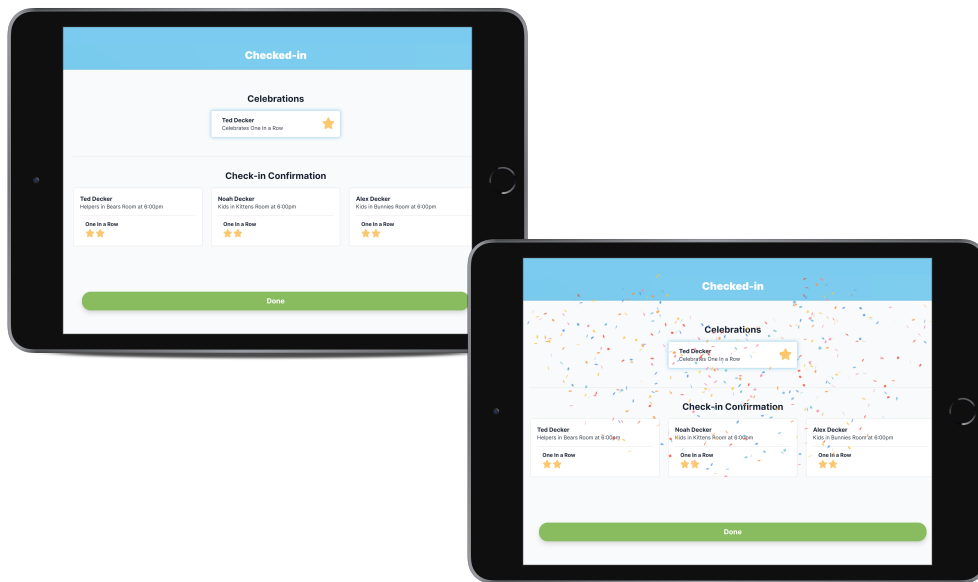 Checked-in
Celebrations
Ted Decker
Celebrates One in a Row
Check-in Confirmation
Ted Decker
Helpers in Bears Room at 6:00pm
One In a Row
Noah Decker
Kids in Kittens Room at 6:00pm
One In a Row
Alex Decker
Kids in Bunnies Room at 6:00pm
One In a Row
Done
Checked-in
Celebrations
Ted Decker
Celebrates One in a Row
Check-in Confirmation
Ted Decker
Helpers in Bears Room at 6:00pm
One In a Row
Noah Decker
Kids in Kittens Room at 6:00pm
One In a Row
Alex Decker
Kids in Bunnies Room at 6:00pm
One In a Row
Done